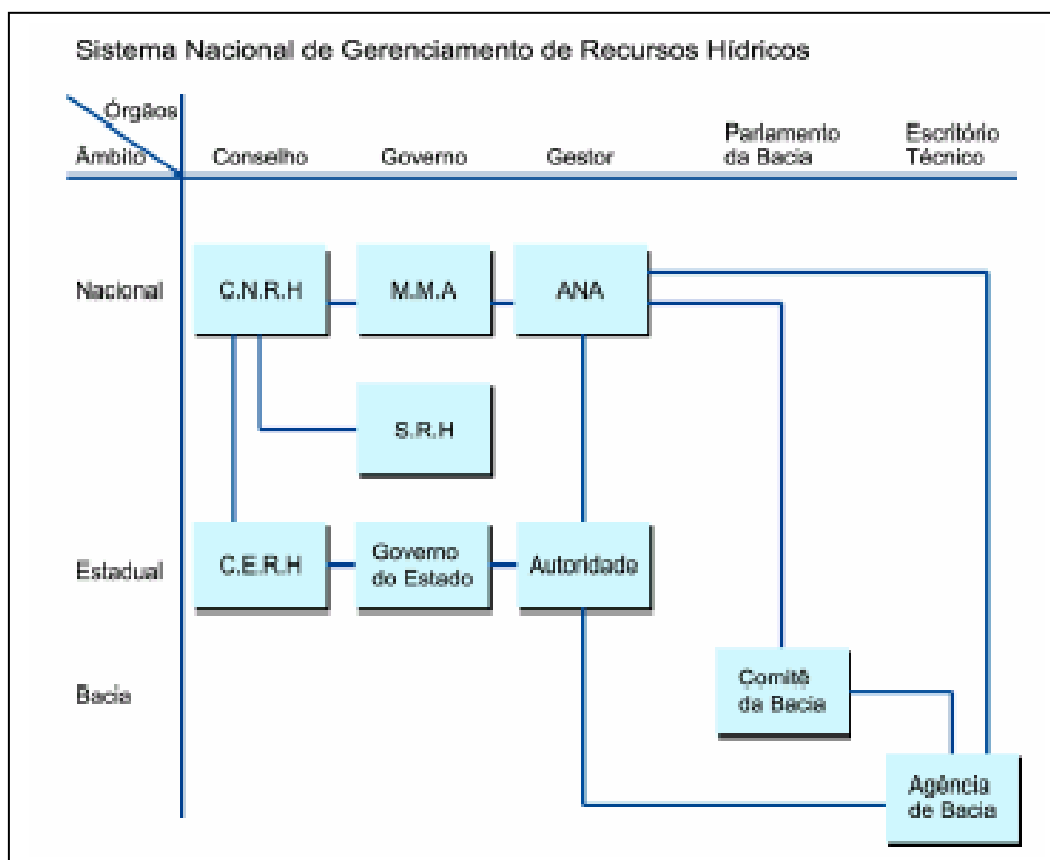 Sistema Nacional de Gerenciamento de Recursos Hídricos
Órgãos
Âmbito
Conselho
Governo
Gestor
Parlamento
da Bacia
Escritório
Técnico
Nacional
C.N.R.H
M.M.A
ANA
S.R.H
Estadual
C.E.R.H
Governo
do Estado
Autoridade
Bacia
Comitê
da Bacia
Agência
de Bacia